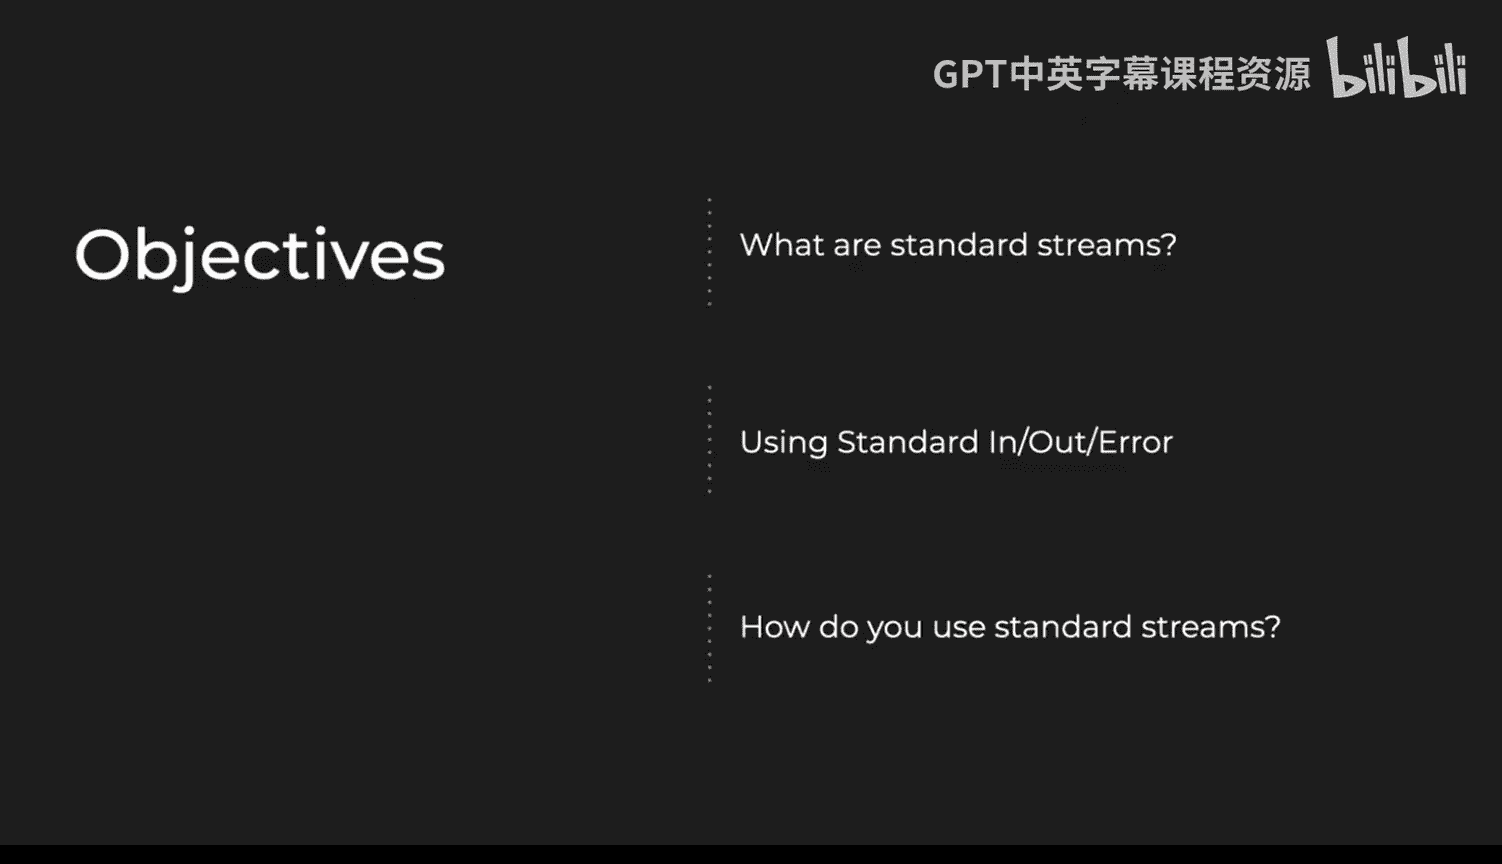 GPT中英字幕课程资源 bilibili
Objectives
What are standard streams?
Using Standard In/Out/Error
How do you use standard streams?